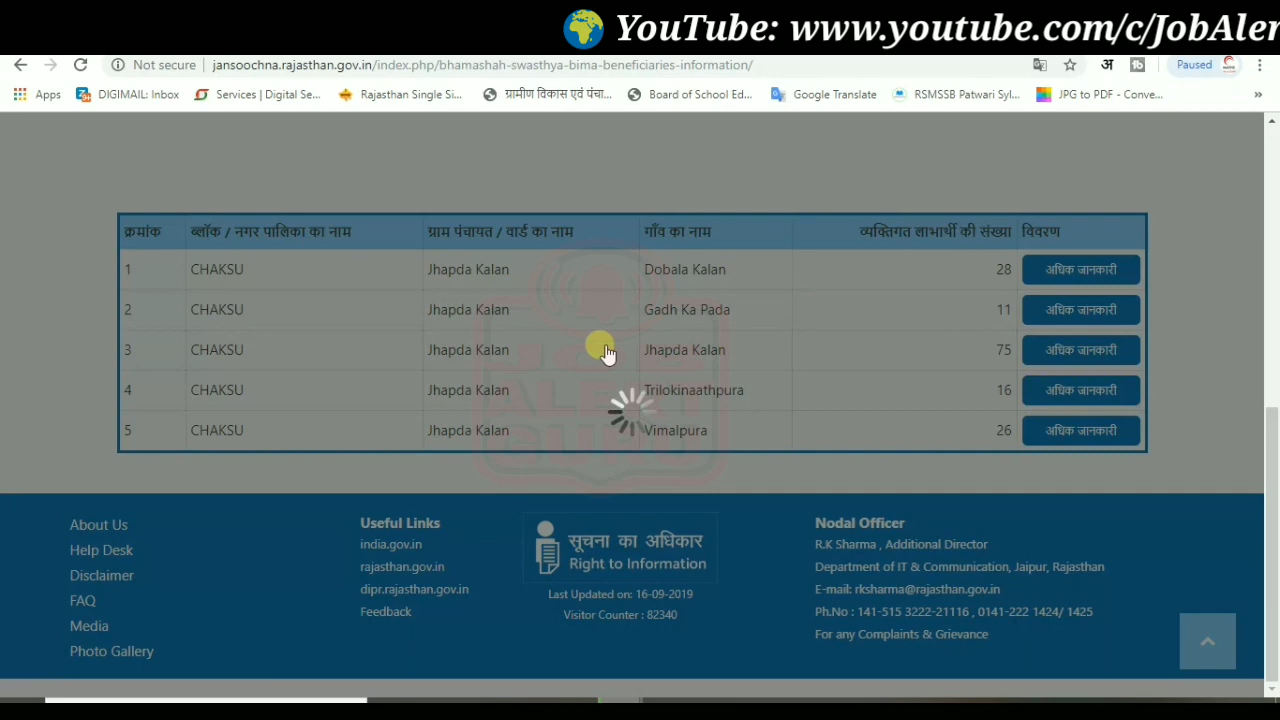 YouTube: www.youtube.com/c/JobAler
Not secure jansoochna.rajasthan.gov.in/index.php/bhamashah-swasthya-bima-beneficiaries-information/ अ tb Paused
Apps DIGIMAIL: Inbox Services | Digital Se... Rajasthan Single Si... ग्रामीण विकास एवं पंचा... Board of School Ed... Google Translate RSMSSB Patwari Syl... JPG to PDF - Conve... »
क्रमांक ब्लॉक / नगर पालिका का नाम ग्राम पंचायत / वार्ड का नाम गाँव का नाम व्यक्तिगत लाभार्थी की संख्या विवरण
1 CHAKSU Jhapda Kalan Dobala Kalan 28 अधिक जानकारी
2 CHAKSU Jhapda Kalan Gadh Ka Pada 11 अधिक जानकारी
3 CHAKSU Jhapda Kalan Jhapda Kalan 75 अधिक जानकारी
4 CHAKSU Jhapda Kalan Trilokinaathpura 16 अधिक जानकारी
5 CHAKSU Jhapda Kalan Vimalpura 26 अधिक जानकारी
About Us
Help Desk
Disclaimer
FAQ
Media
Photo Gallery
Useful Links
india.gov.in
rajasthan.gov.in
dipr.rajasthan.gov.in
Feedback
सूचना का अधिकार
Right to Information
Last Updated on: 16-09-2019
Visitor Counter : 82340
Nodal Officer
R.K Sharma , Additional Director
Department of IT & Communication, Jaipur, Rajasthan
E-mail: rksharma@rajasthan.gov.in
Ph.No : 141-515 3222-21116 , 0141-222 1424/ 1425
For any Complaints & Grievance